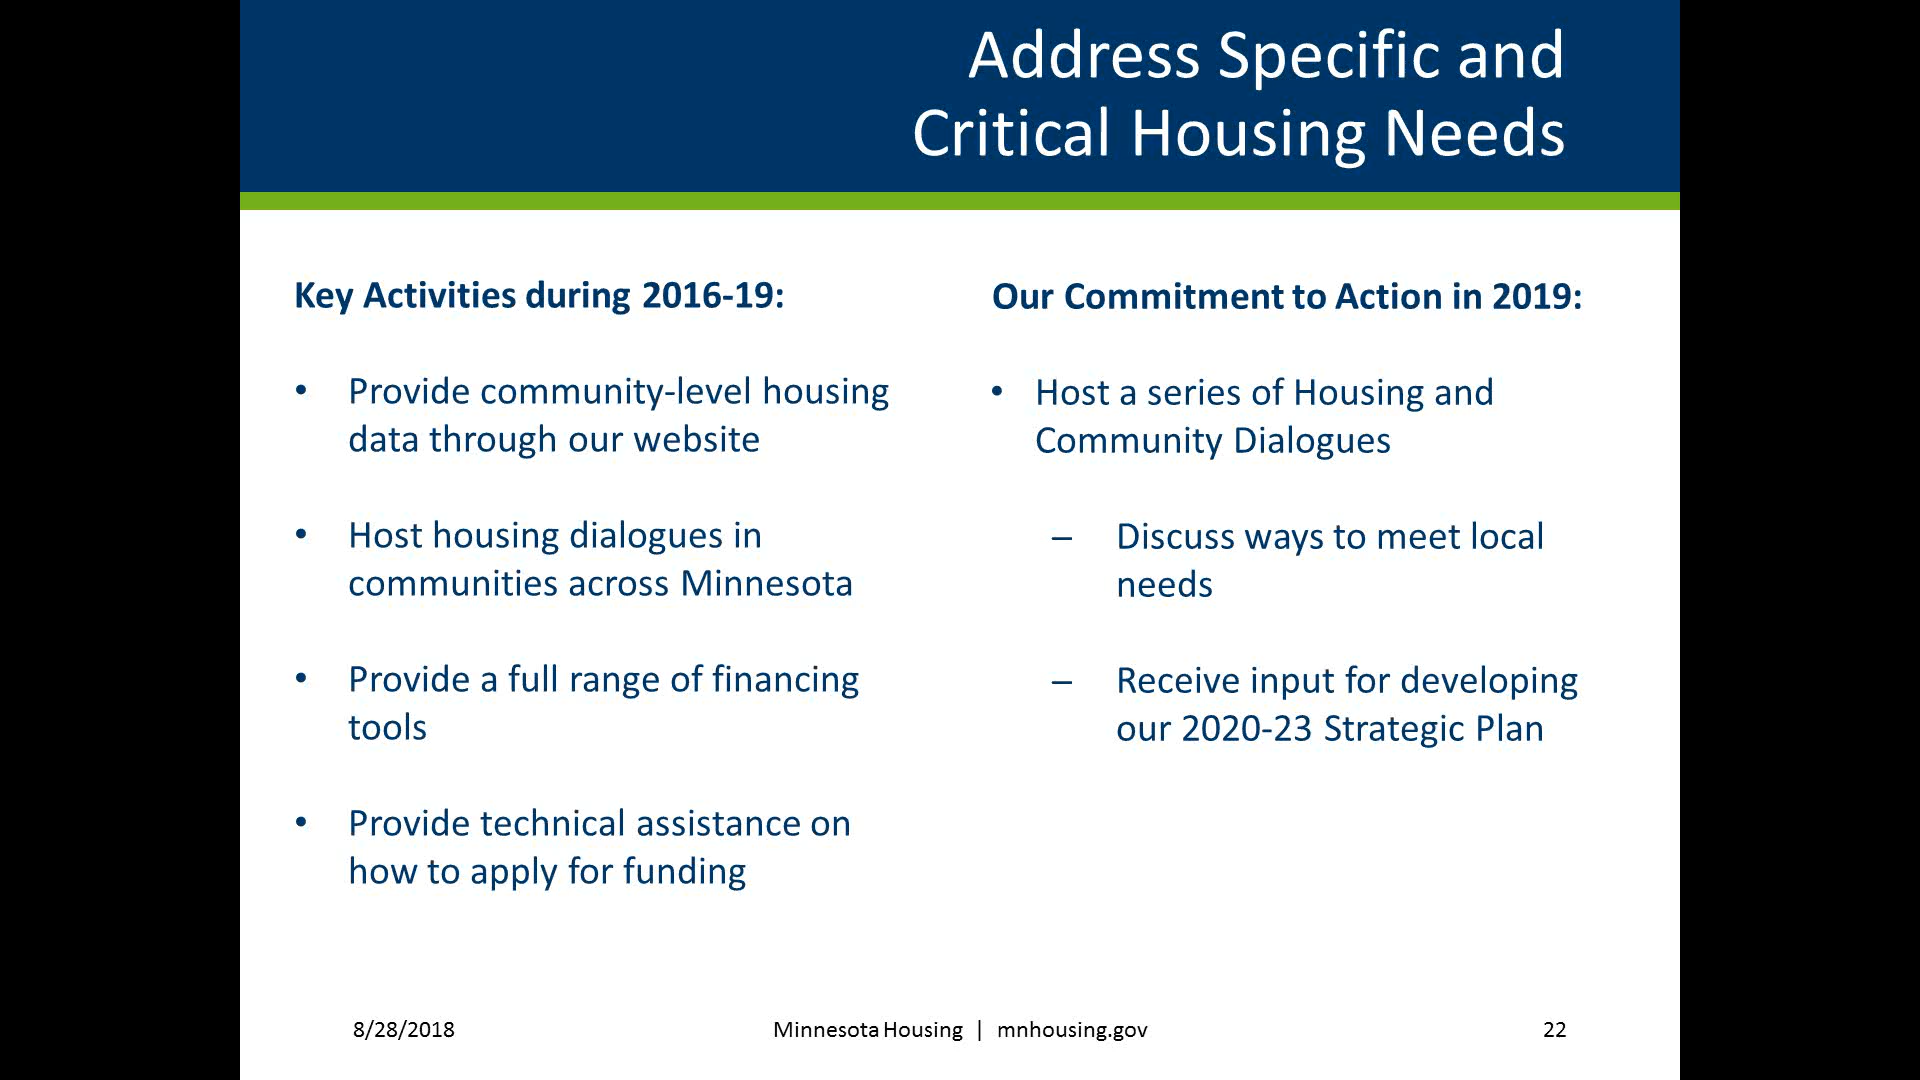 Address Specific and
Critical Housing Needs
Key Activities during 2016-19:
• Provide community-level housing
data through our website
• Host housing dialogues in
communities across Minnesota
• Provide a full range of financing
tools
• Provide technical assistance on
how to apply for funding
Our Commitment to Action in 2019:
• Host a series of Housing and
Community Dialogues
– Discuss ways to meet local
needs
– Receive input for developing
our 2020-23 Strategic Plan
8/28/2018
Minnesota Housing | mnhousing.gov
22